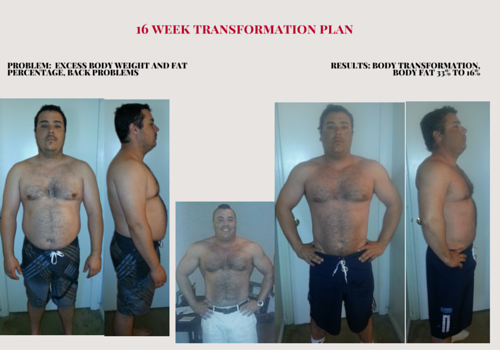 16 WEEK TRANSFORMATION PLAN
PROBLEM: EXCESS BODY WEIGHT AND FAT
PERCENTAGE, BACK PROBLEMS
RESULTS: BODY TRANSFORMATION,
BODY FAT 33% TO 16%